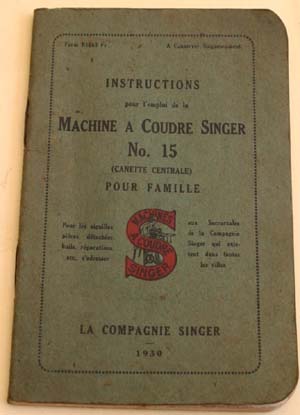 A Conserver Soigneusement
INSTRUCTIONS
pour l'emploi de la
MACHINE A COUDRE SINGER
No. 15
(CANETTE CENTRALE)
POUR FAMILLE
Pour les aiguilles
pièces détachées
huile, réparations
etc. s'adresser
MACHINES
A COUDRE
SINGER
aux Succursales
de la Compagnie
Singer qui exis-
tent dans toutes
les villes
LA COMPAGNIE SINGER
1930